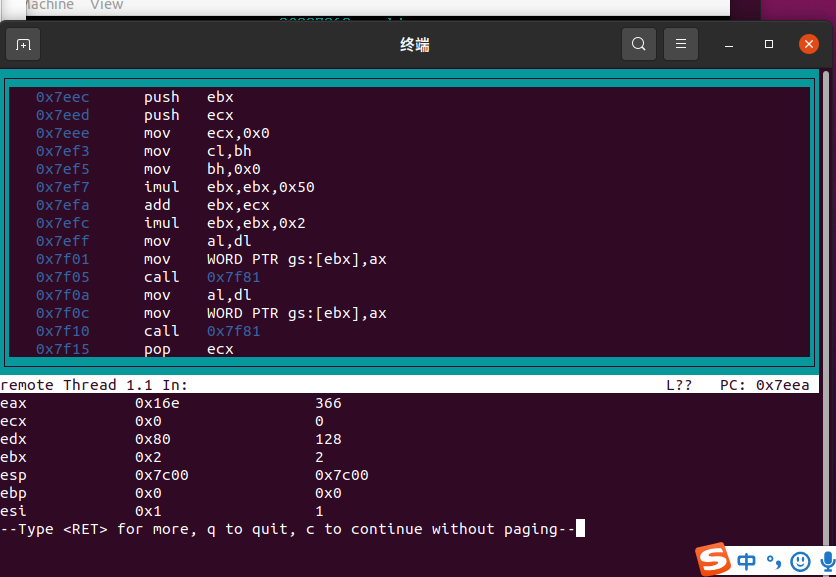 Machine View
终端
0x7eec push ebx
0x7eed push ecx
0x7eee mov ecx,0x0
0x7ef3 mov cl,bh
0x7ef5 mov bh,0x0
0x7ef7 imul ebx,ebx,0x50
0x7efa add ebx,ecx
0x7efc imul ebx,ebx,0x2
0x7eff mov al,dl
0x7f01 mov WORD PTR gs:[ebx],ax
0x7f05 call 0x7f81
0x7f0a mov al,dl
0x7f0c mov WORD PTR gs:[ebx],ax
0x7f10 call 0x7f81
0x7f15 pop ecx
remote Thread 1.1 In: L?? PC: 0x7eea
eax 0x16e 366
ecx 0x0 0
edx 0x80 128
ebx 0x2 2
esp 0x7c00 0x7c00
ebp 0x0 0x0
esi 0x1 1
--Type <RET> for more, q to quit, c to continue without paging--
S 中 °,